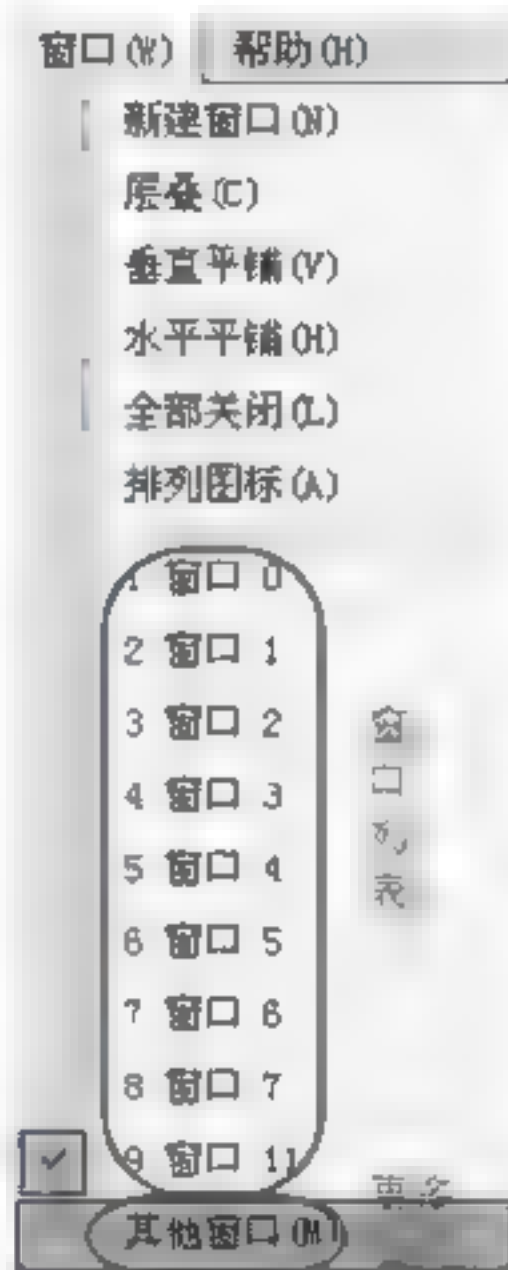 窗口(W) 帮助(H)
新建窗口(N)
层叠(C)
垂直平铺(V)
水平平铺(H)
全部关闭(L)
排列图标(A)
1 窗口 0
2 窗口 1
3 窗口 2
4 窗口 3
5 窗口 4
6 窗口 5
7 窗口 6
8 窗口 7
9 窗口 11
其他窗口(M)
窗口列表